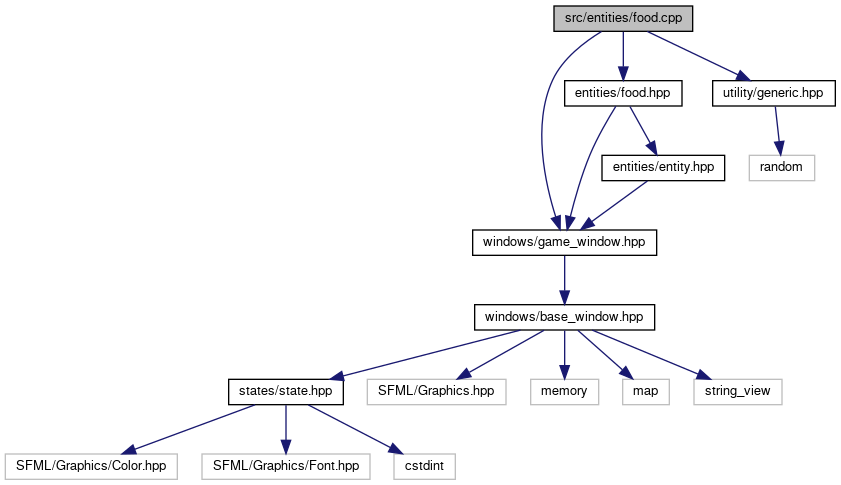 src/entities/food.cpp
entities/food.hpp
utility/generic.hpp
entities/entity.hpp
random
windows/game_window.hpp
windows/base_window.hpp
states/state.hpp
SFML/Graphics.hpp
memory
map
string_view
SFML/Graphics/Color.hpp
SFML/Graphics/Font.hpp
cstdint